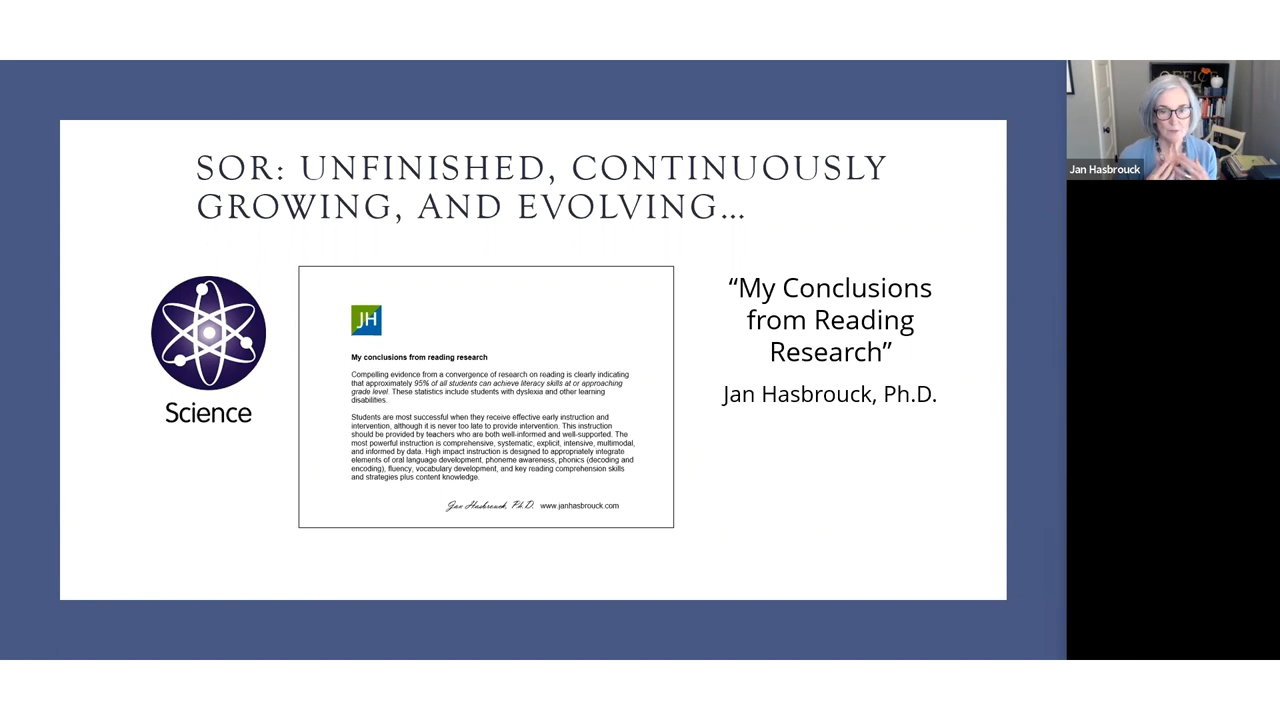 SOR: UNFINISHED, CONTINUOUSLY
GROWING, AND EVOLVING...
Science
JH
My conclusions from reading research
Compelling evidence from a convergence of research on reading is clearly indicating
that approximately 95% of all students can achieve literacy skills at or approaching
grade level. These statistics include students with dyslexia and other learning
disabilities.
Students are most successful when they receive effective early instruction and
intervention, although it is never too late to provide intervention. This instruction
should be provided by teachers who are both well-informed and well-supported. The
most powerful instruction is comprehensive, systematic, explicit, intensive, multimodal,
and informed by data. High impact instruction is designed to appropriately integrate
elements of oral language development, phoneme awareness, phonics (decoding and
encoding), fluency, vocabulary development, and key reading comprehension skills
and strategies plus content knowledge.
Jan Hasbrouck, Ph.D. www.janhasbrouck.com
“My Conclusions
from Reading
Research”
Jan Hasbrouck, Ph.D.
OFFICE
Jan Hasbrouck